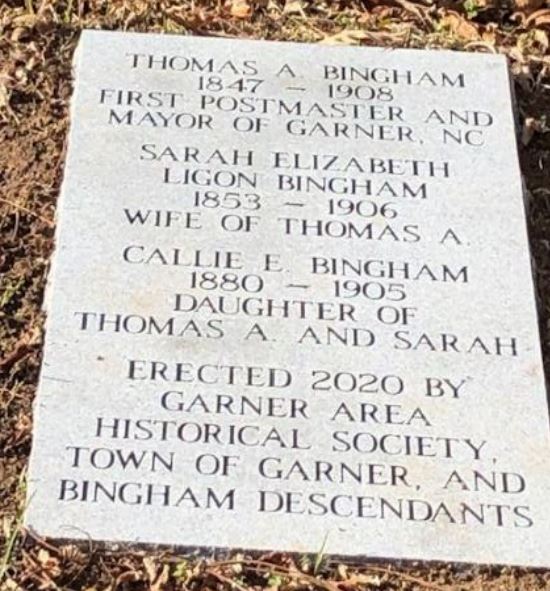 THOMAS A. BINGHAM
1847 – 1908
FIRST POSTMASTER AND
MAYOR OF GARNER, NC
SARAH ELIZABETH
LIGON BINGHAM
1853 – 1906
WIFE OF THOMAS A.
CALLIE E. BINGHAM
1880 – 1905
DAUGHTER OF
THOMAS A. AND SARAH
ERECTED 2020 BY
GARNER AREA
HISTORICAL SOCIETY,
TOWN OF GARNER, AND
BINGHAM DESCENDANTS